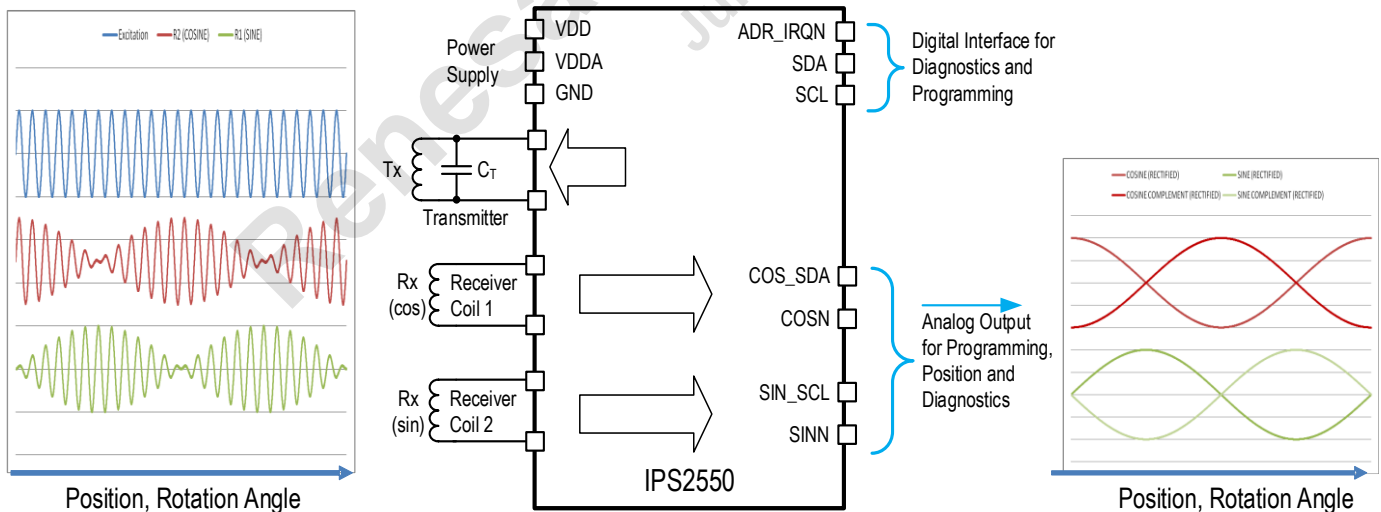 Excitation
R2 (COSINE)
R1 (SINE)
Position, Rotation Angle
Power
Supply
VDD
VDDA
GND
Tx
CT
Transmitter
Rx
(cos)
Receiver
Coil 1
Rx
(sin)
Receiver
Coil 2
IPS2550
ADR_IRQN
SDA
SCL
Digital Interface for
Diagnostics and
Programming
COS_SDA
COSN
SIN_SCL
SINN
Analog Output
for Programming,
Position and
Diagnostics
COSINE (RECTIFIED)
SINE (RECTIFIED)
COSINE COMPLEMENT (RECTIFIED)
SINE COMPLEMENT (RECTIFIED)
Position, Rotation Angle